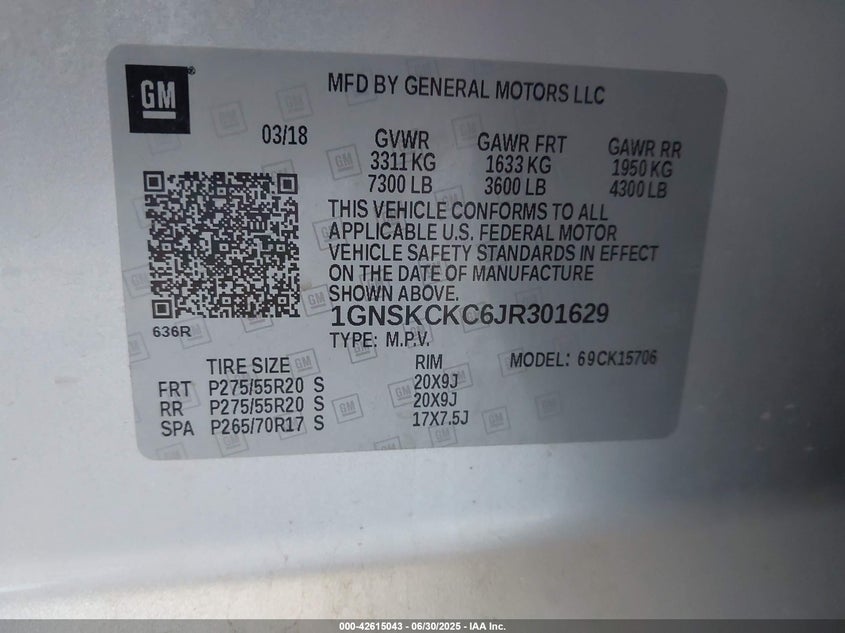 GM
MFD BY GENERAL MOTORS LLC
03/18
GVWR GAWR FRT GAWR RR
3311 KG 1633 KG 1950 KG
7300 LB 3600 LB 4300 LB
THIS VEHICLE CONFORMS TO ALL
APPLICABLE U.S. FEDERAL MOTOR
VEHICLE SAFETY STANDARDS IN EFFECT
ON THE DATE OF MANUFACTURE
SHOWN ABOVE.
1GNSKCKC6JR301629
636R
TYPE: M.P.V.
TIRE SIZE RIM MODEL: 69CK15706
FRT P275/55R20 S 20X9J
RR P275/55R20 S 20X9J
SPA P265/70R17 S 17X7.5J
000-42615043 — 06/30/2025 — IAA Inc.